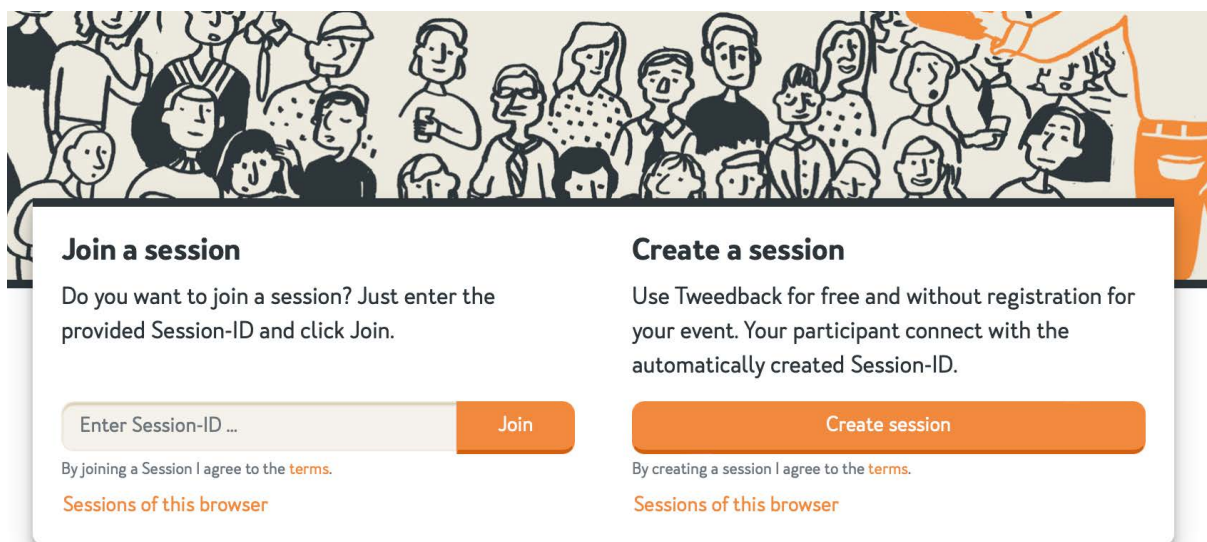 Join a session
Do you want to join a session? Just enter the
provided Session-ID and click Join.
Enter Session-ID ...
Join
By joining a Session I agree to the terms.
Sessions of this browser
Create a session
Use Tweedback for free and without registration for
your event. Your participant connect with the
automatically created Session-ID.
Create session
By creating a session I agree to the terms.
Sessions of this browser